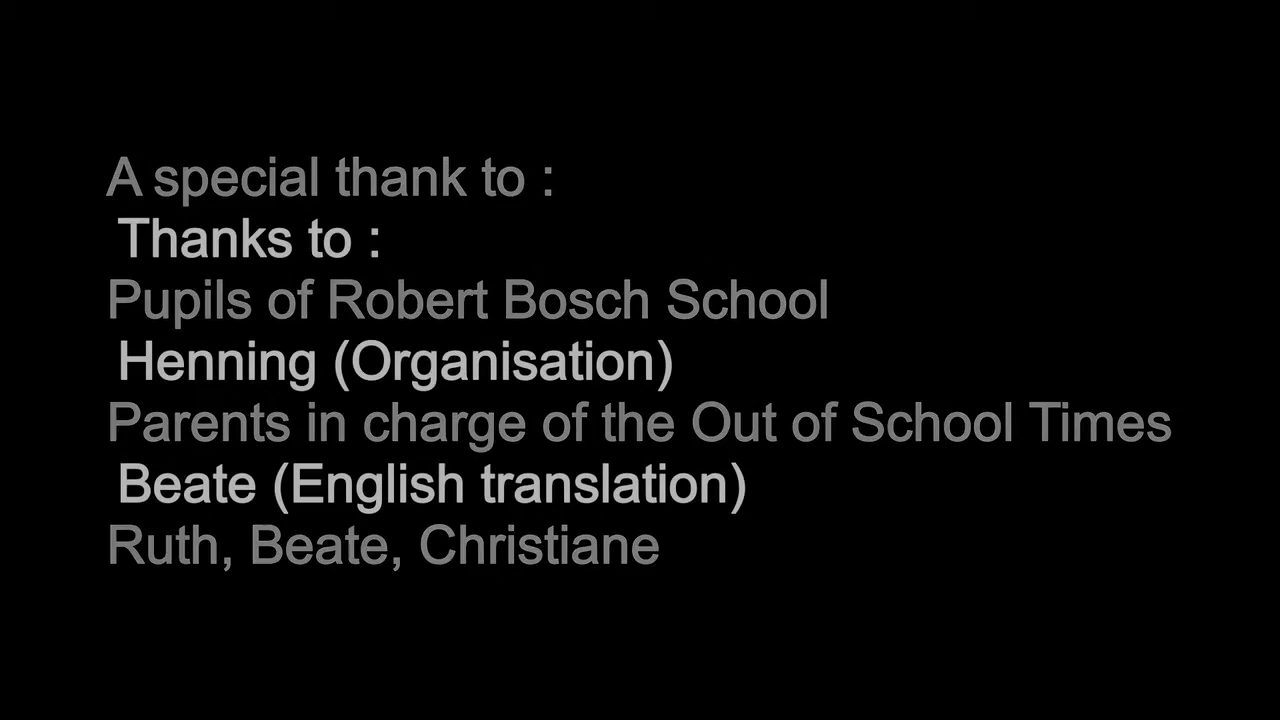 A special thank to :
Thanks to :
Pupils of Robert Bosch School
Henning (Organisation)
Parents in charge of the Out of School Times
Beate (English translation)
Ruth, Beate, Christiane